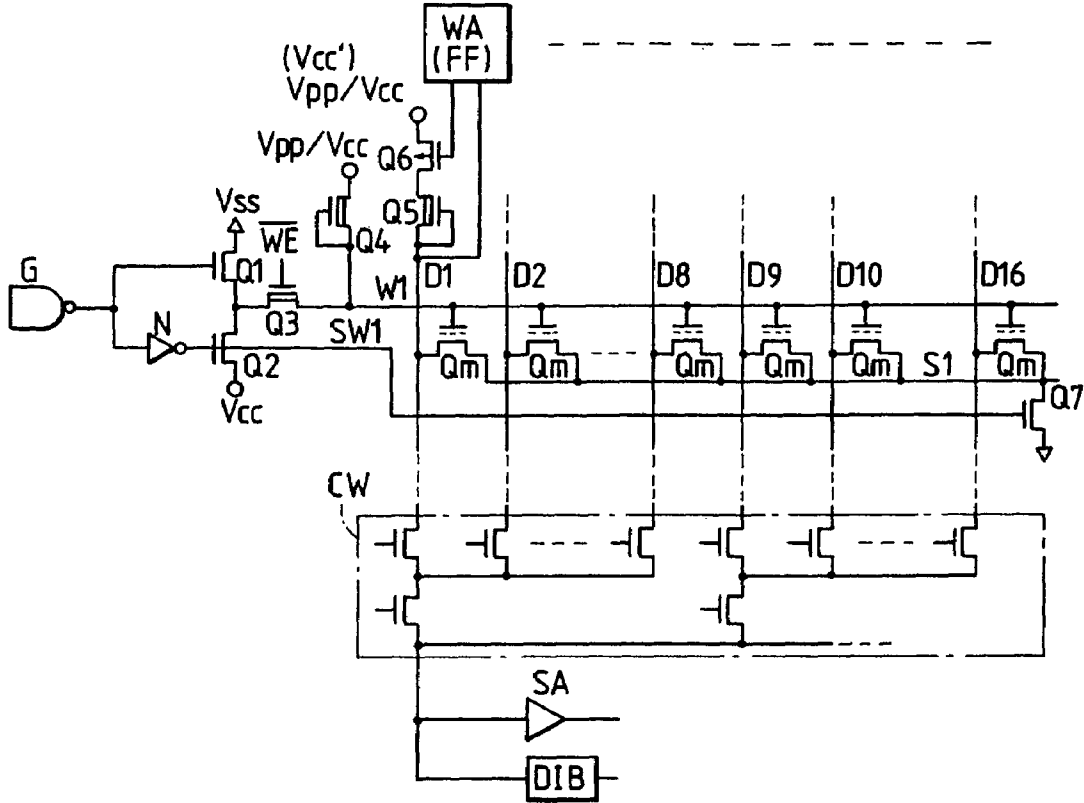 WA
(FF)
(Vcc')
Vpp/Vcc
Vpp/Vcc
Q6
Vss
WE
Q4
Q5
G
Q1
W1
D1
D2
D8
D9
D10
D16
N
Q3
SW1
Q2
Qm
Qm
Qm
Qm
Qm
S1
Qm
Q7
Vcc
CW
SA
DIB